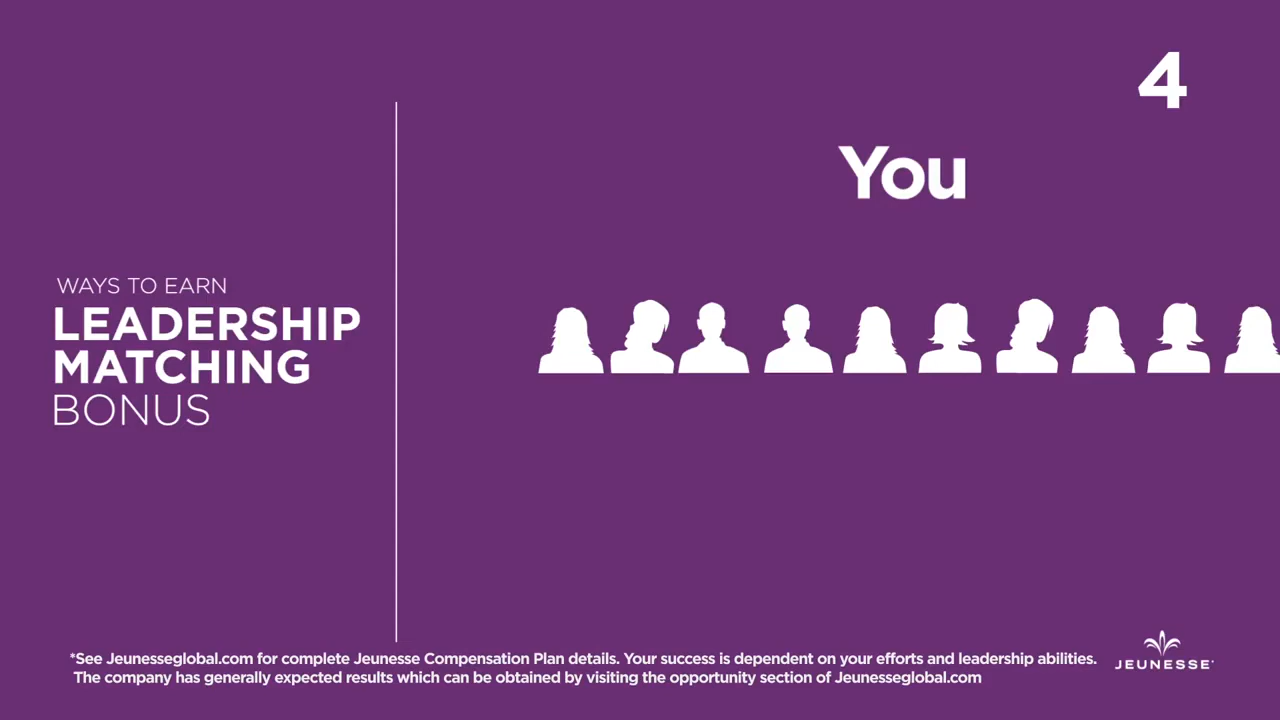 4
You
WAYS TO EARN
LEADERSHIP
MATCHING
BONUS
*See Jeunesseglobal.com for complete Jeunesse Compensation Plan details. Your success is dependent on your efforts and leadership abilities.
The company has generally expected results which can be obtained by visiting the opportunity section of Jeunesseglobal.com
JEUNESSE